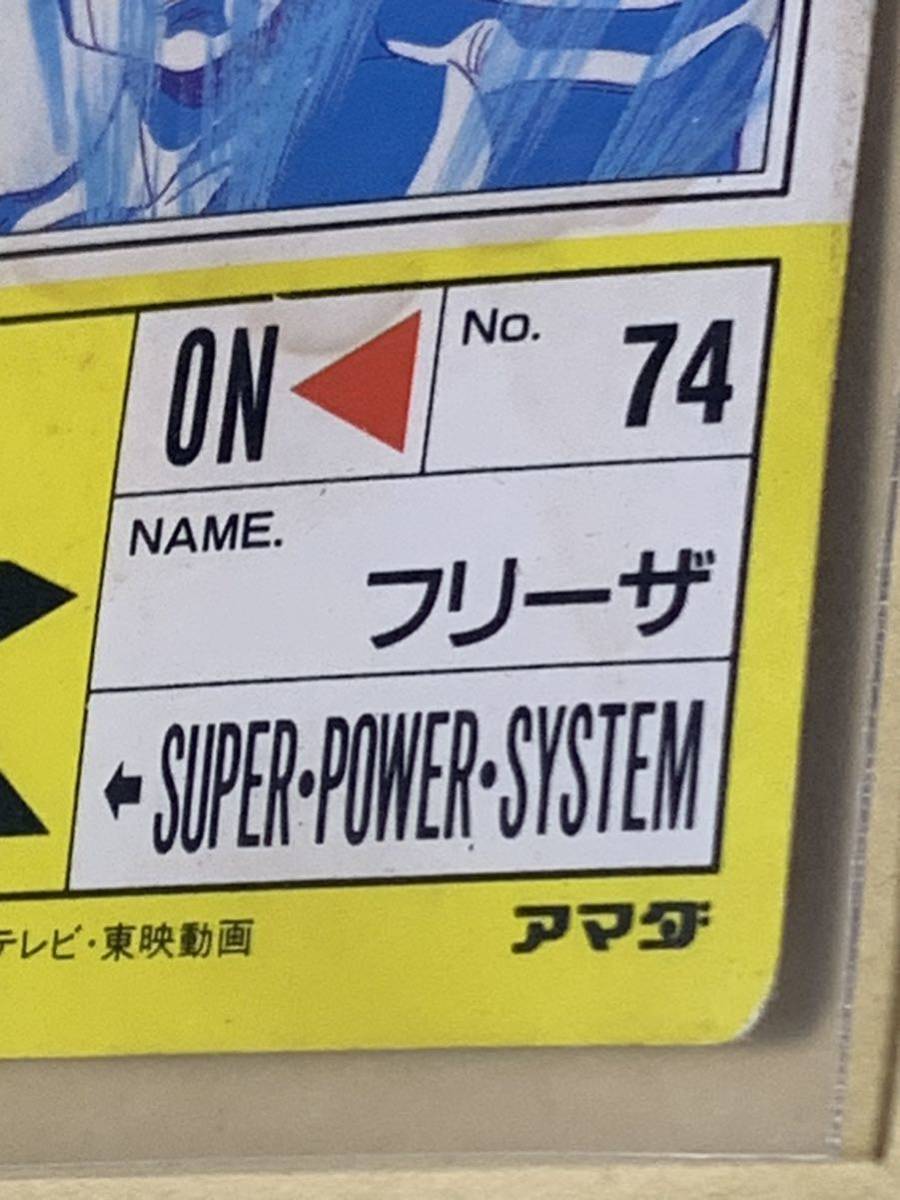 ON
No. 74
NAME.
フリーザ
←SUPER・POWER・SYSTEM
テレビ・東映動画
アマダ